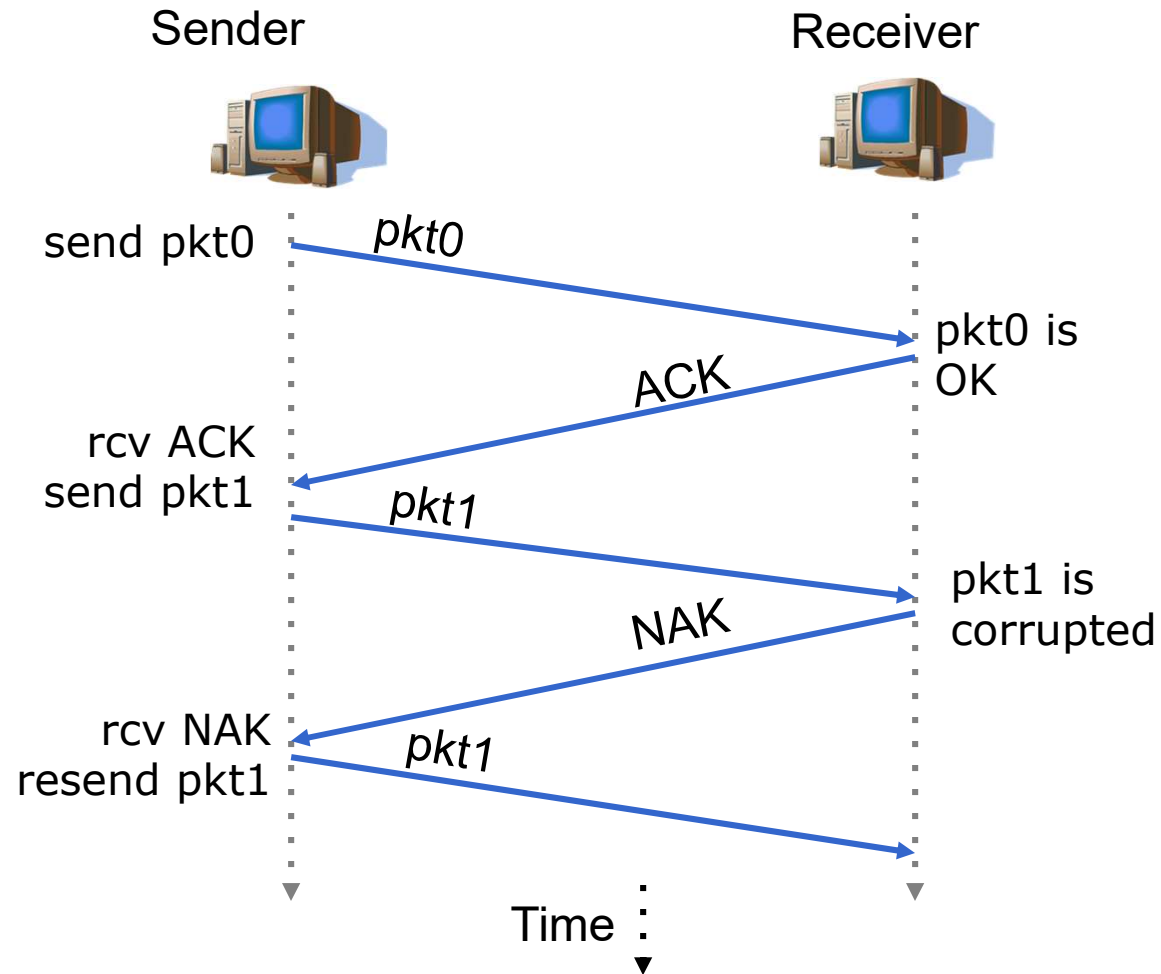 Sender
Receiver
send pkt0
pkt0
pkt0 is
OK
ACK
rcv ACK
send pkt1
pkt1
pkt1 is
corrupted
NAK
rcv NAK
resend pkt1
pkt1
Time